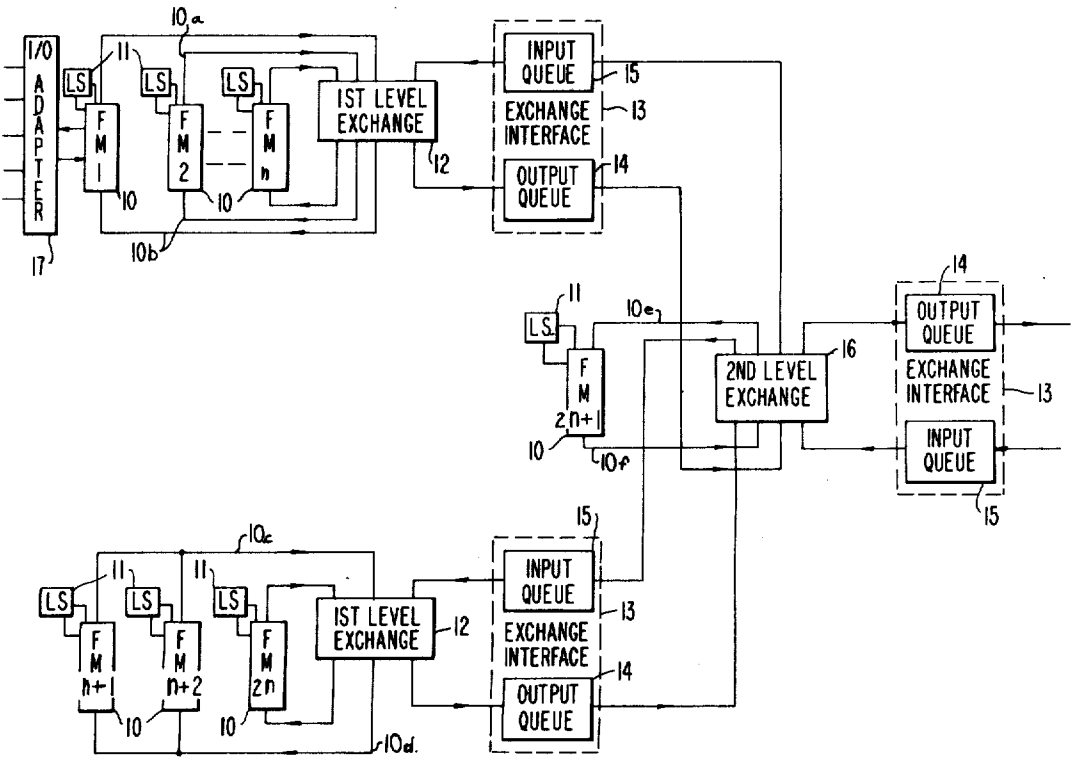 10a
I/O
ADAPTER
17
11
LS
LS
LS
FM 1
FM 2
FM n
10
10
10
10b
1ST LEVEL
EXCHANGE
12
INPUT
QUEUE
15
EXCHANGE
INTERFACE
13
14
OUTPUT
QUEUE
11
LS
10e
FM
2n+1
10
10f
2ND LEVEL
EXCHANGE
16
14
OUTPUT
QUEUE
EXCHANGE
INTERFACE
13
INPUT
QUEUE
15
10c
11
11
LS
LS
LS
FM
n+1
FM
n+2
FM
2n
10
10
10d.
1ST LEVEL
EXCHANGE
12
15
INPUT
QUEUE
13
EXCHANGE
INTERFACE
14
OUTPUT
QUEUE